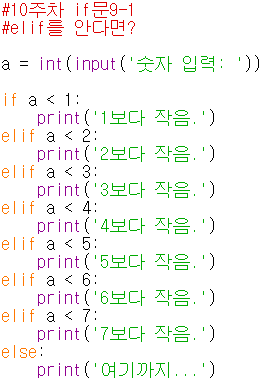 #10주차 if문9-1
#elif를 안다면?

a = int(input('숫자 입력: '))

if a < 1:
    print('1보다 작음.')
elif a < 2:
    print('2보다 작음.')
elif a < 3:
    print('3보다 작음.')
elif a < 4:
    print('4보다 작음.')
elif a < 5:
    print('5보다 작음.')
elif a < 6:
    print('6보다 작음.')
elif a < 7:
    print('7보다 작음.')
else:
    print('여기까지...')